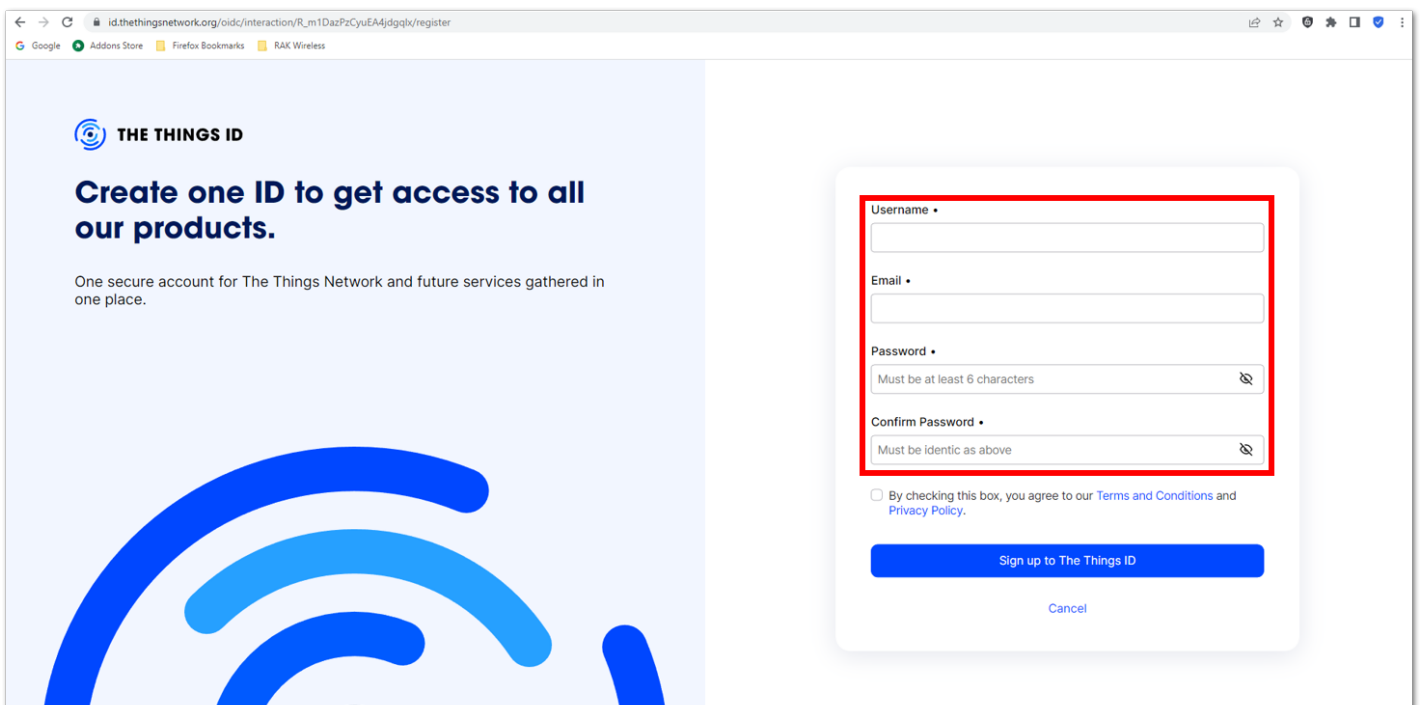 id.thethingsnetwork.org/oidc/interaction/R_m1DazPzCyuEA4jdgqlx/register
Google Addons Store Firefox Bookmarks RAK Wireless
THE THINGS ID
Create one ID to get access to all
our products.
One secure account for The Things Network and future services gathered in
one place.
Username •
Email •
Password •
Must be at least 6 characters
Confirm Password •
Must be identic as above
By checking this box, you agree to our Terms and Conditions and
Privacy Policy.
Sign up to The Things ID
Cancel